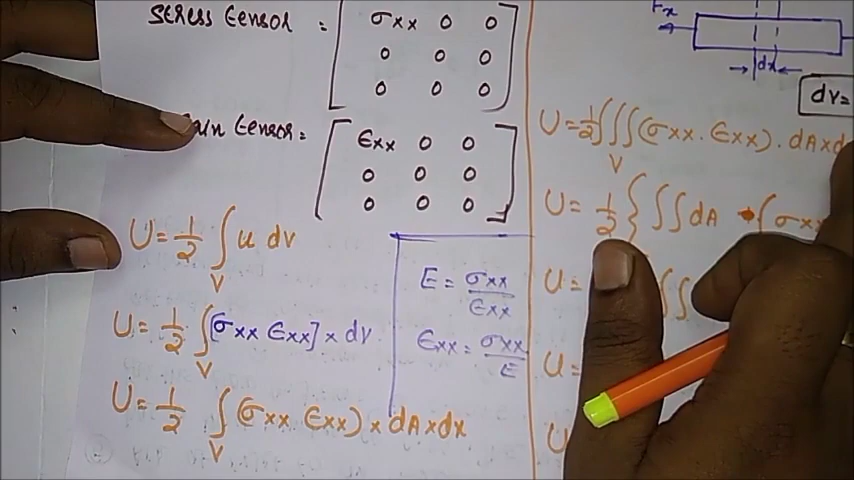 stress tensor = [σxx 0 0
0 0 0
0 0 0]
tensor = [Exx 0 0
0 0 0
0 0 0]
U = 1/2 ∫V u dv
U = 1/2 ∫V [σxx Exx] x dv
U = 1/2 ∫V (σxx Exx) x dA x dx
E = σxx/Exx
Exx = σxx/E
Fx
dx
dv =
U = 1/2 ∫∫∫V (σxx . Exx) . dA x d
U = 1/2 { ∫∫ dA . ( σxx
U =
U =
U